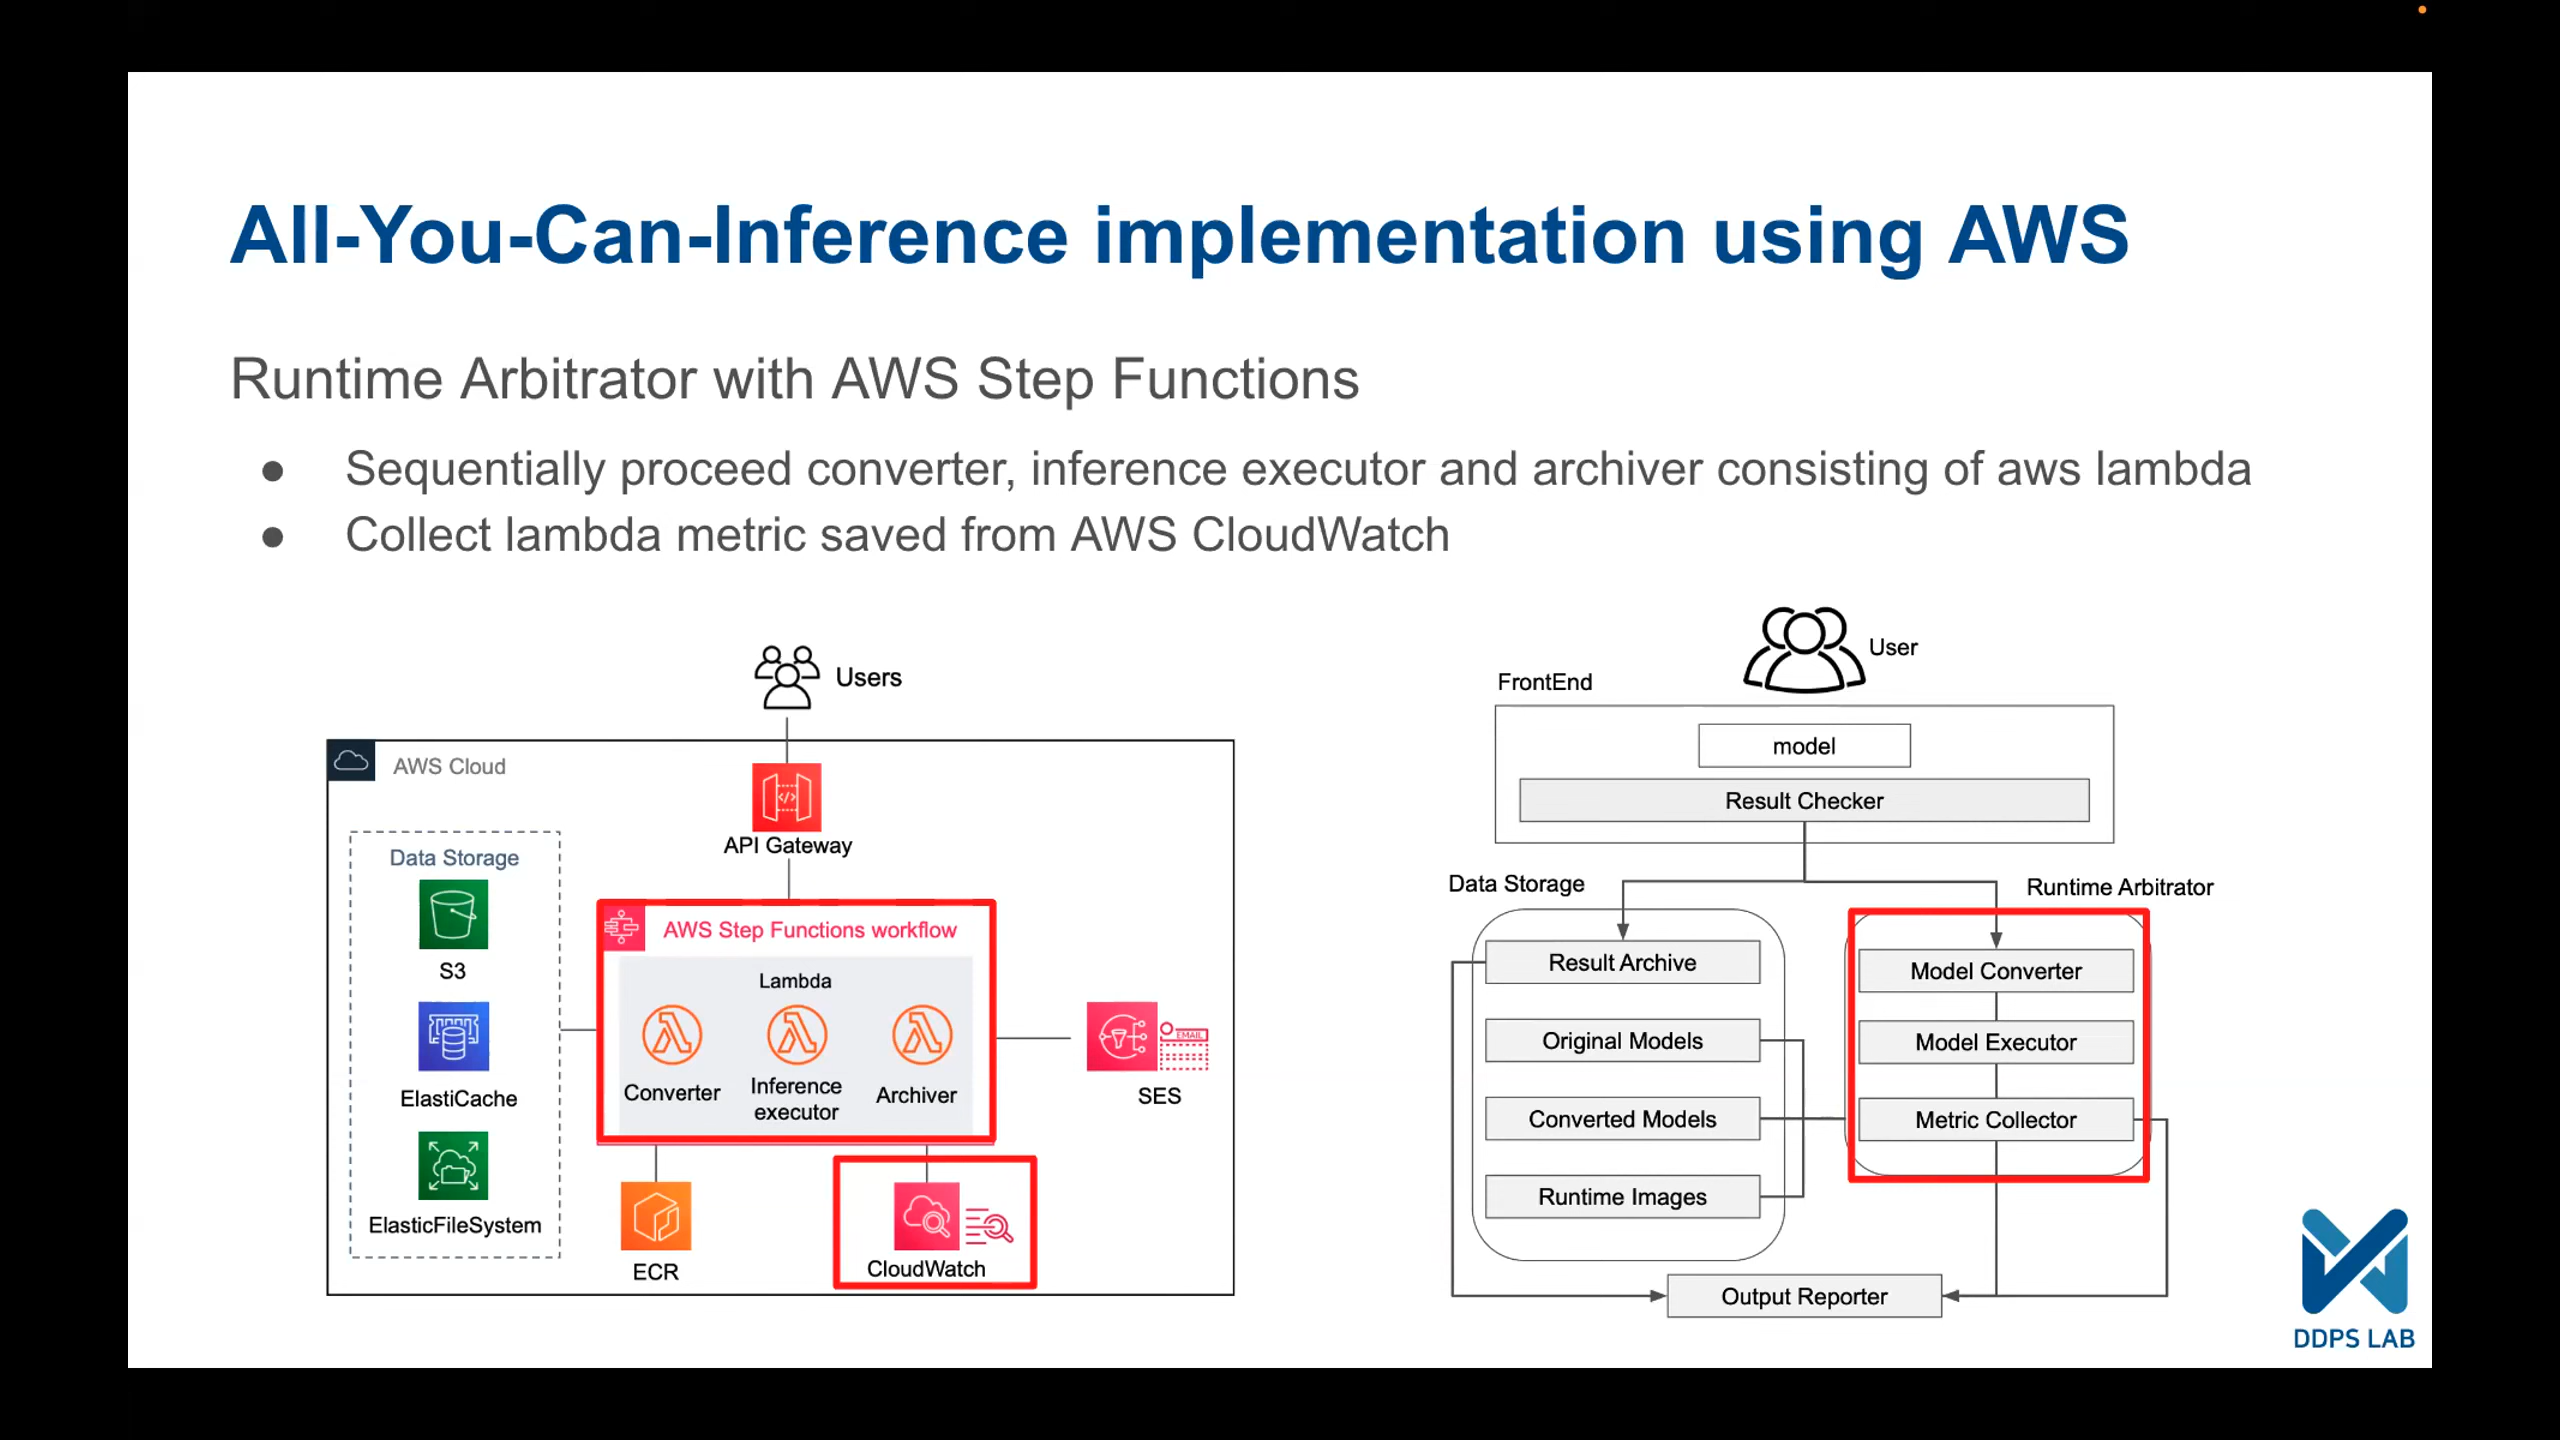 All-You-Can-Inference implementation using AWS
Runtime Arbitrator with AWS Step Functions
● Sequentially proceed converter, inference executor and archiver consisting of aws lambda
● Collect lambda metric saved from AWS CloudWatch
Users
AWS Cloud
API Gateway
Data Storage
S3
ElastiCache
ElasticFileSystem
AWS Step Functions workflow
Lambda
Converter
Inference
executor
Archiver
EMAIL
SES
ECR
CloudWatch
User
FrontEnd
model
Result Checker
Data Storage
Runtime Arbitrator
Result Archive
Original Models
Converted Models
Runtime Images
Model Converter
Model Executor
Metric Collector
Output Reporter
DDPS LAB